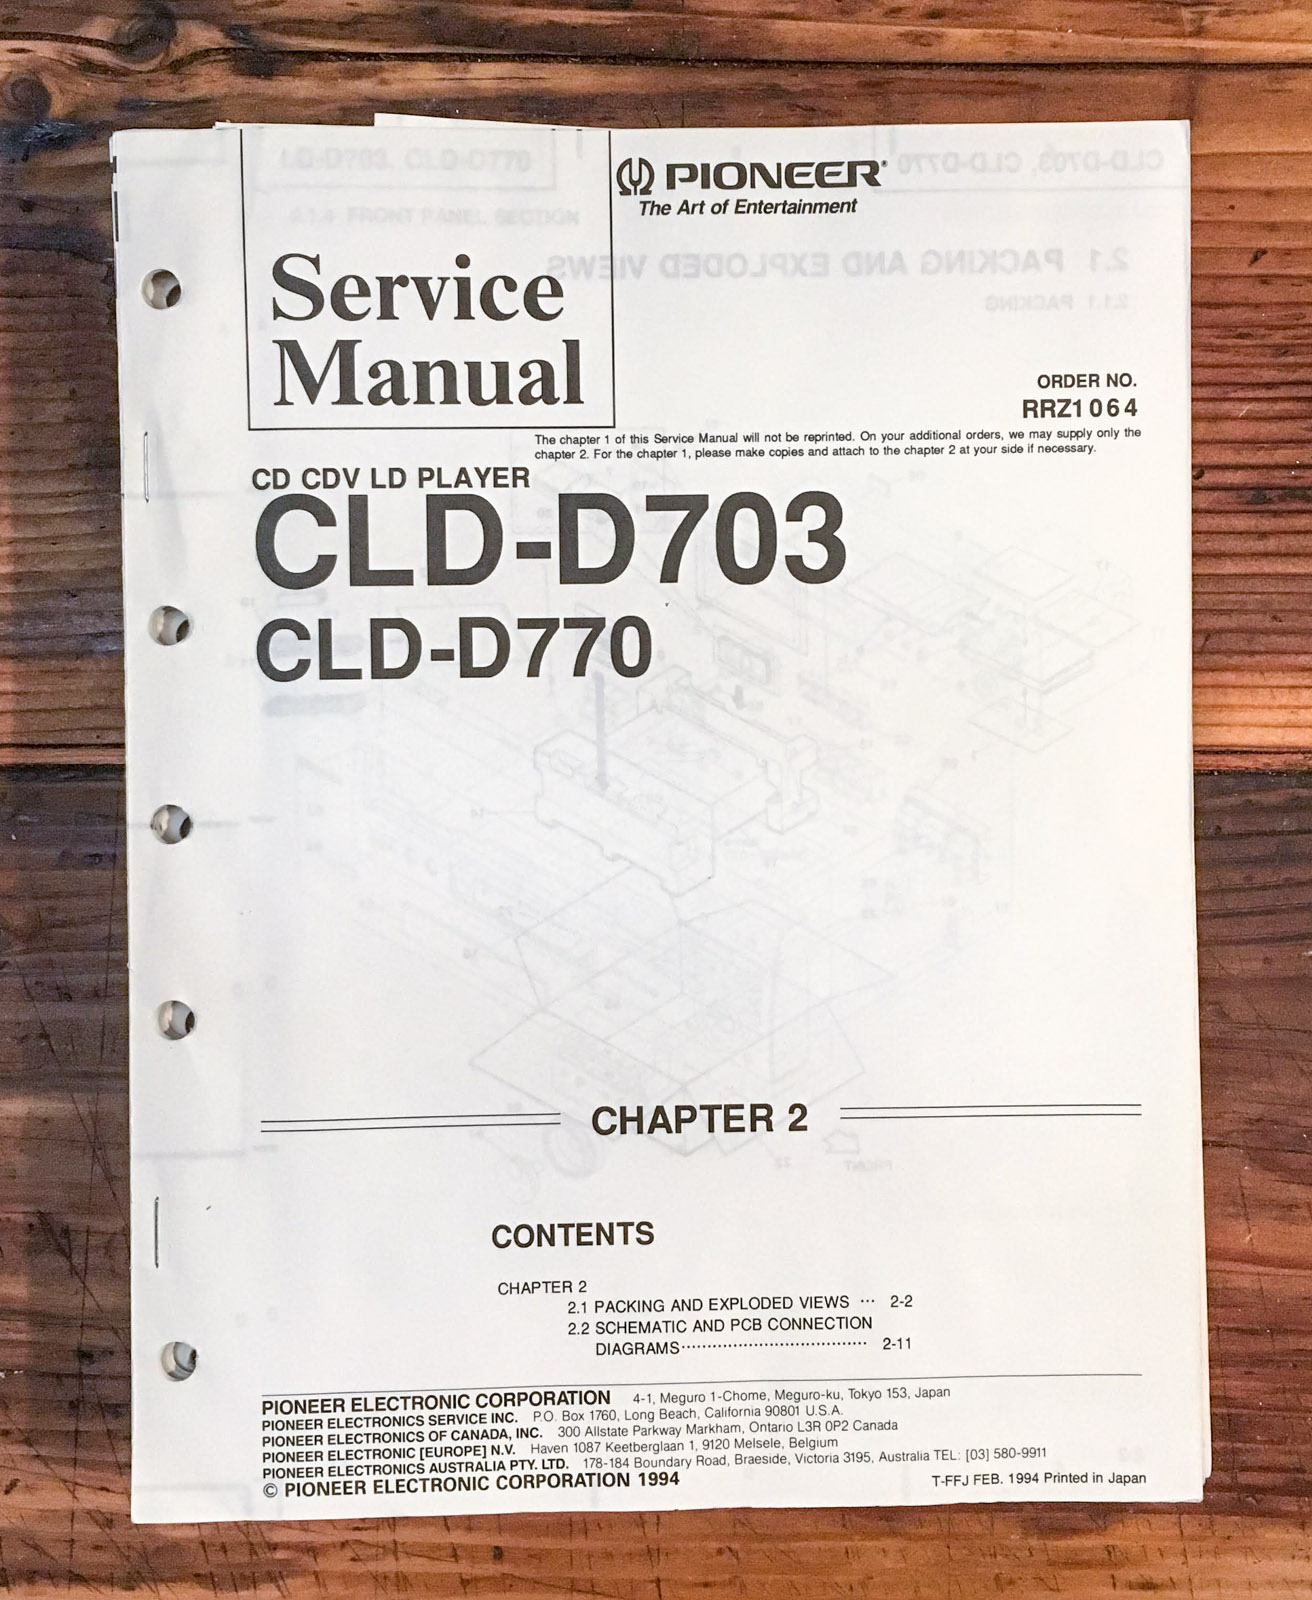 PIONEER®
The Art of Entertainment
Service
Manual
ORDER NO.
RRZ1064
The chapter 1 of this Service Manual will not be reprinted. On your additional orders, we may supply only the
chapter 2. For the chapter 1, please make copies and attach to the chapter 2 at your side if necessary.
CD CDV LD PLAYER
CLD-D703
CLD-D770
CHAPTER 2
CONTENTS
CHAPTER 2
2.1 PACKING AND EXPLODED VIEWS ··· 2-2
2.2 SCHEMATIC AND PCB CONNECTION
DIAGRAMS···································· 2-11
PIONEER ELECTRONIC CORPORATION 4-1, Meguro 1-Chome, Meguro-ku, Tokyo 153, Japan
PIONEER ELECTRONICS SERVICE INC. P.O. Box 1760, Long Beach, California 90801 U.S.A.
PIONEER ELECTRONICS OF CANADA, INC. 300 Allstate Parkway Markham, Ontario L3R 0P2 Canada
PIONEER ELECTRONIC [EUROPE] N.V. Haven 1087 Keetberglaan 1, 9120 Melsele, Belgium
PIONEER ELECTRONICS AUSTRALIA PTY. LTD. 178-184 Boundary Road, Braeside, Victoria 3195, Australia TEL: [03] 580-9911
© PIONEER ELECTRONIC CORPORATION 1994
T-FFJ FEB. 1994 Printed in Japan